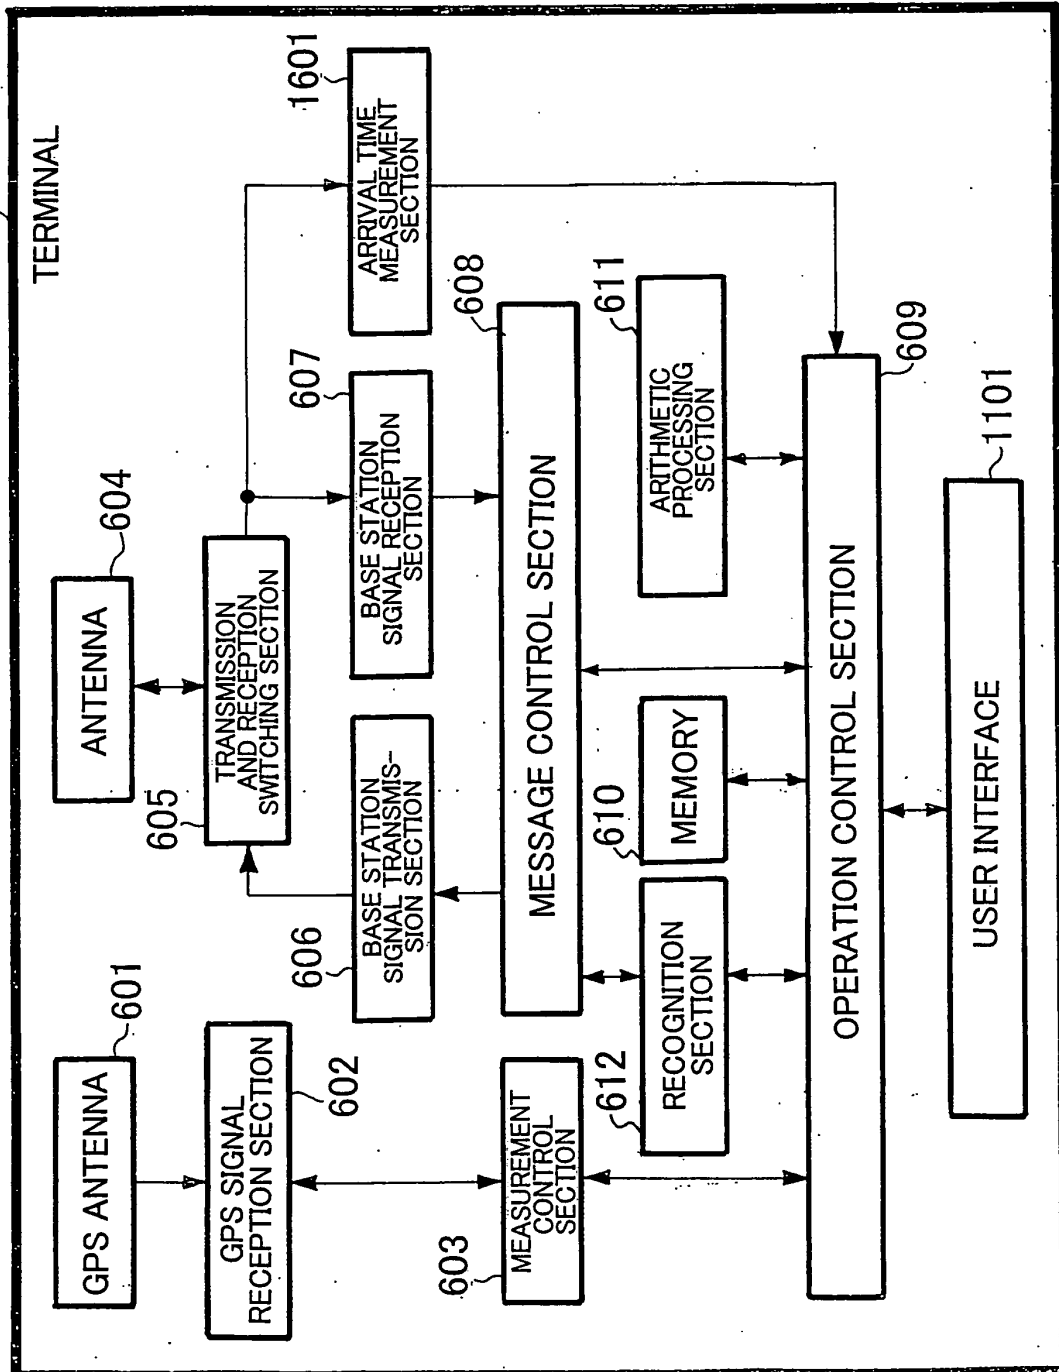 TERMINAL
GPS ANTENNA
601
ANTENNA
604
GPS SIGNAL
RECEPTION SECTION
602
605
TRANSMISSION
AND RECEPTION
SWITCHING SECTION
606
BASE STATION
SIGNAL TRANSMIS-
SION SECTION
BASE STATION
SIGNAL RECEPTION
SECTION
607
ARRIVAL TIME
MEASUREMENT
SECTION
1601
603
MEASUREMENT
CONTROL
SECTION
MESSAGE CONTROL SECTION
608
612
RECOGNITION
SECTION
610
MEMORY
ARITHMETIC
PROCESSING
SECTION
611
OPERATION CONTROL SECTION
609
USER INTERFACE
1101